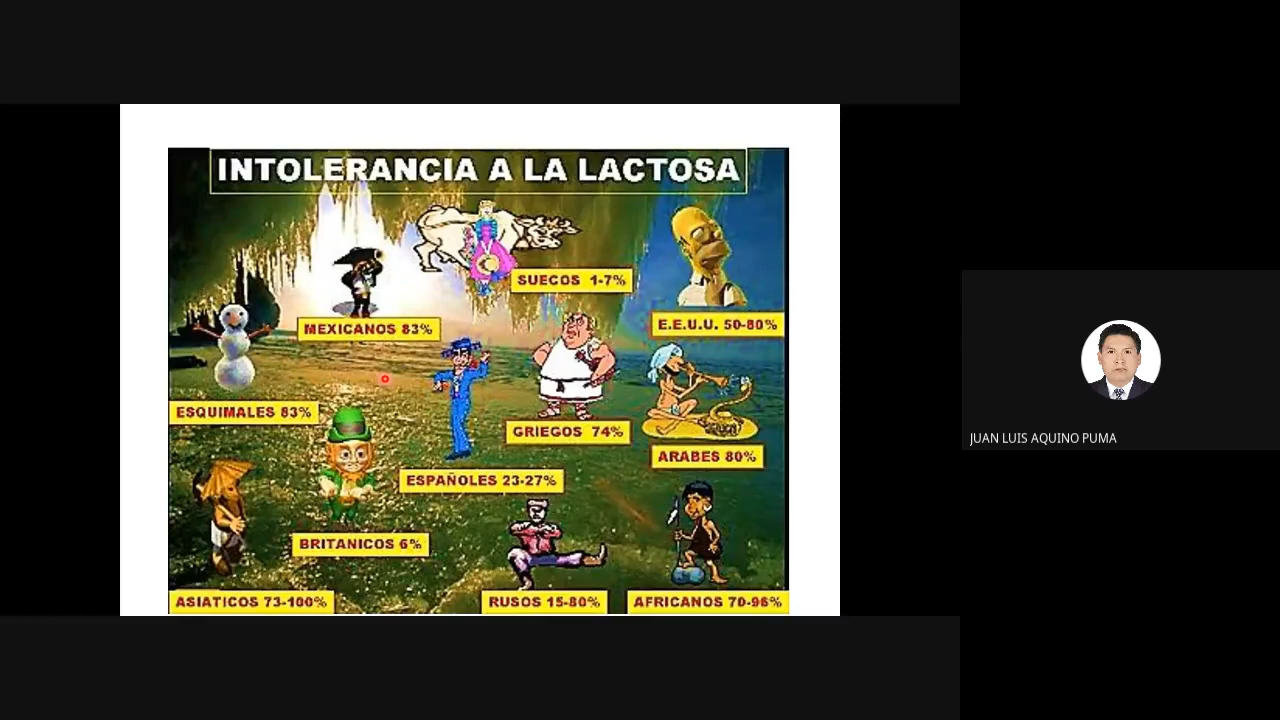 INTOLERANCIA A LA LACTOSA
SUECOS 1-7%
MEXICANOS 83%
E.E.U.U. 50-80%
ESQUIMALES 83%
GRIEGOS 74%
ARABES 80%
ESPAÑOLES 23-27%
BRITANICOS 6%
ASIATICOS 73-100%
RUSOS 15-80%
AFRICANOS 70-96%
JUAN LUIS AQUINO PUMA